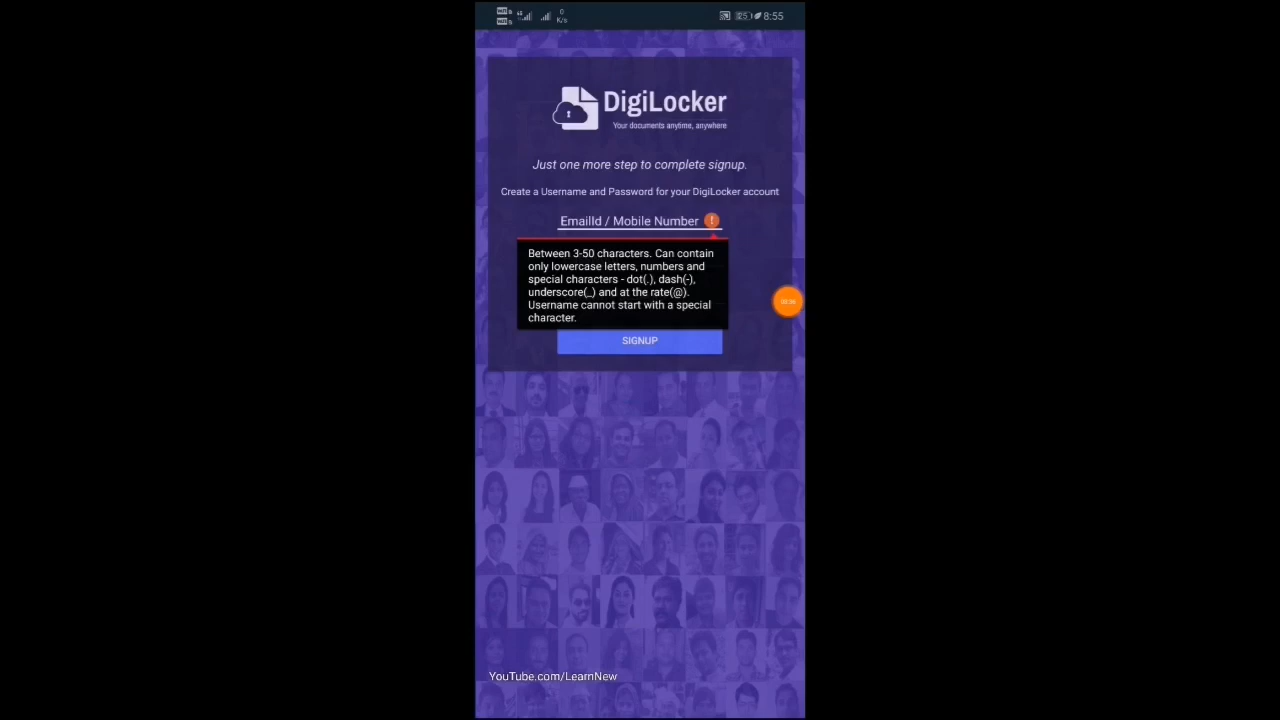 0
K/s
8:55
DigiLocker
Your documents anytime, anywhere
Just one more step to complete signup.
Create a Username and Password for your DigiLocker account
EmailId / Mobile Number
!
Between 3-50 characters. Can contain
only lowercase letters, numbers and
special characters - dot(.), dash(-),
underscore(_) and at the rate(@).
Username cannot start with a special
character.
SIGNUP
YouTube.com/LearnNew